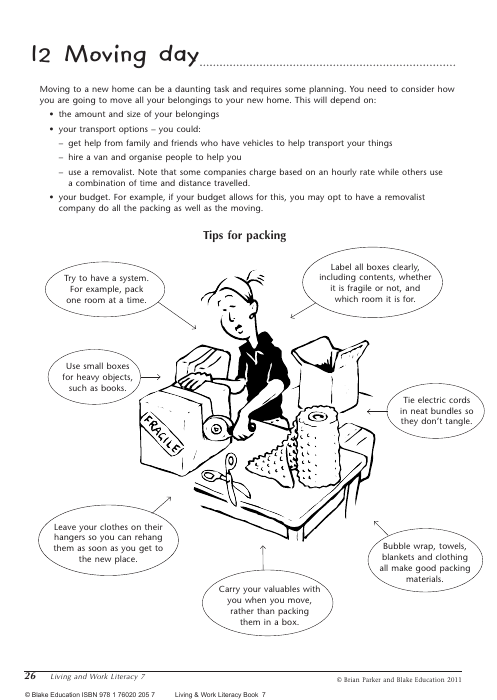 12 Moving day
Moving to a new home can be a daunting task and requires some planning. You need to consider how
you are going to move all your belongings to your new home. This will depend on:
• the amount and size of your belongings
• your transport options – you could:
– get help from family and friends who have vehicles to help transport your things
– hire a van and organise people to help you
– use a removalist. Note that some companies charge based on an hourly rate while others use
a combination of time and distance travelled.
• your budget. For example, if your budget allows for this, you may opt to have a removalist
company do all the packing as well as the moving.
Tips for packing
Try to have a system.
For example, pack
one room at a time.
Label all boxes clearly,
including contents, whether
it is fragile or not, and
which room it is for.
Use small boxes
for heavy objects,
such as books.
Tie electric cords
in neat bundles so
they don't tangle.
FRAGILE
Leave your clothes on their
hangers so you can rehang
them as soon as you get to
the new place.
Bubble wrap, towels,
blankets and clothing
all make good packing
materials.
Carry your valuables with
you when you move,
rather than packing
them in a box.
26 Living and Work Literacy 7
© Brian Parker and Blake Education 2011
© Blake Education ISBN 978 1 76020 205 7 Living & Work Literacy Book 7